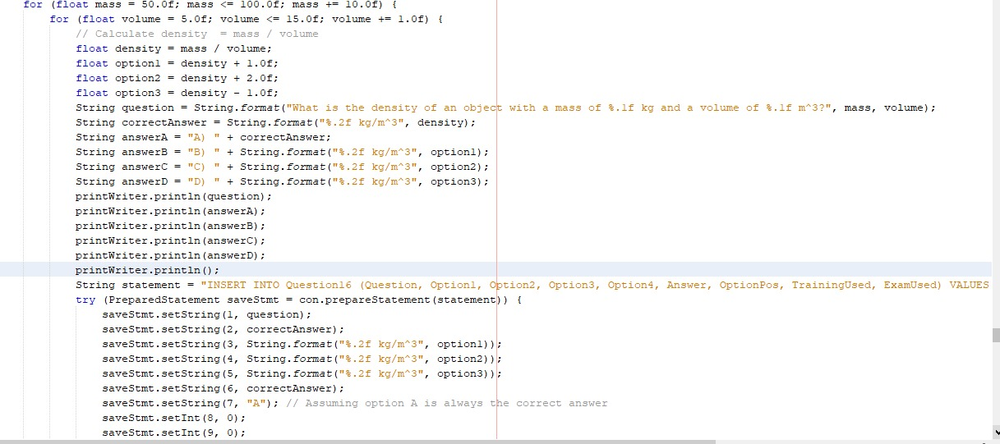 for (float mass = 50.0f; mass <= 100.0f; mass += 10.0f) {
for (float volume = 5.0f; volume <= 15.0f; volume += 1.0f) {
// Calculate density  = mass / volume
float density = mass / volume;
float option1 = density + 1.0f;
float option2 = density + 2.0f;
float option3 = density - 1.0f;
String question = String.format("What is the density of an object with a mass of %.1f kg and a volume of %.1f m^3?", mass, volume);
String correctAnswer = String.format("%.2f kg/m^3", density);
String answerA = "A) " + correctAnswer;
String answerB = "B) " + String.format("%.2f kg/m^3", option1);
String answerC = "C) " + String.format("%.2f kg/m^3", option2);
String answerD = "D) " + String.format("%.2f kg/m^3", option3);
printWriter.println(question);
printWriter.println(answerA);
printWriter.println(answerB);
printWriter.println(answerC);
printWriter.println(answerD);
printWriter.println();
String statement = "INSERT INTO Question16 (Question, Option1, Option2, Option3, Option4, Answer, OptionPos, TrainingUsed, ExamUsed) VALUES
try (PreparedStatement saveStmt = con.prepareStatement(statement)) {
saveStmt.setString(1, question);
saveStmt.setString(2, correctAnswer);
saveStmt.setString(3, String.format("%.2f kg/m^3", option1));
saveStmt.setString(4, String.format("%.2f kg/m^3", option2));
saveStmt.setString(5, String.format("%.2f kg/m^3", option3));
saveStmt.setString(6, correctAnswer);
saveStmt.setString(7, "A"); // Assuming option A is always the correct answer
saveStmt.setInt(8, 0);
saveStmt.setInt(9, 0);